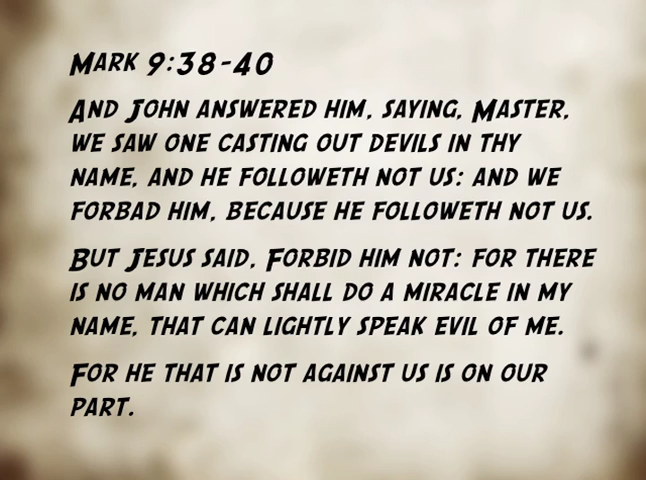 Mark 9:38-40
And John answered him, saying, Master,
we saw one casting out devils in thy
name, and he followeth not us: and we
forbad him, because he followeth not us.
But Jesus said, Forbid him not: for there
is no man which shall do a miracle in my
name, that can lightly speak evil of me.
For he that is not against us is on our
part.